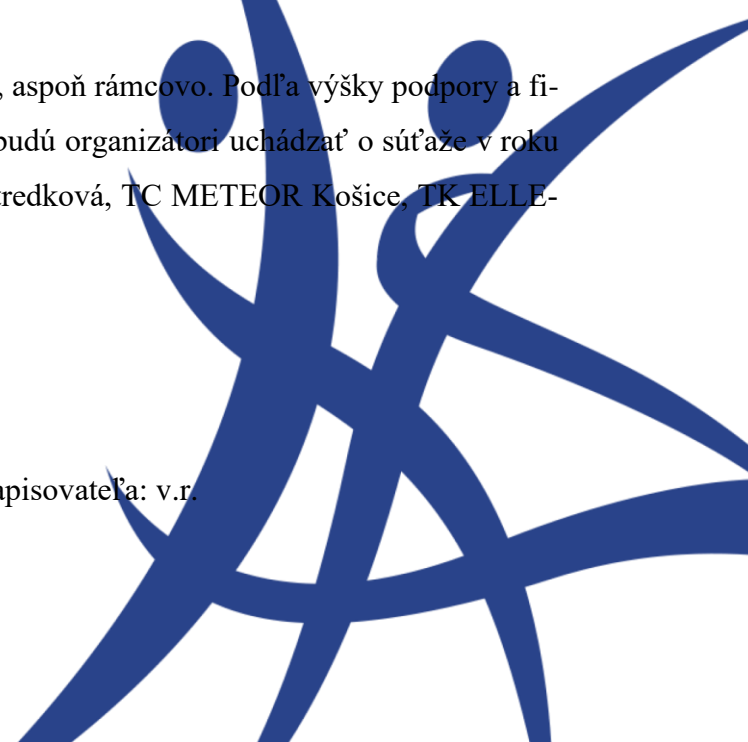 , aspoň rámcovo. Podľa výšky podpory a fi-
budú organizátori uchádzať o súťaže v roku
tredková, TC METEOR Košice, TK ELLE-
apisovateľa: v.r.